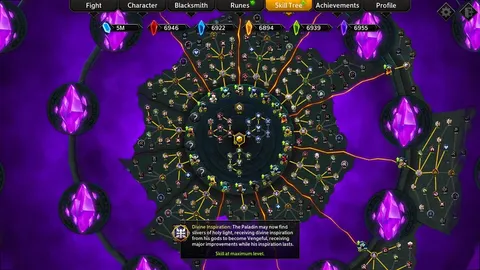 Fight Character Blacksmith Runes Skill Tree Achievements Profile
5M 6946 6922 6894 6939 6955
Divine Inspiration: The Paladin may now find
slivers of holy light, receiving divine inspiration
from his gods to become Vengeful, receiving
major improvements while his inspiration lasts.
Skill at maximum level.